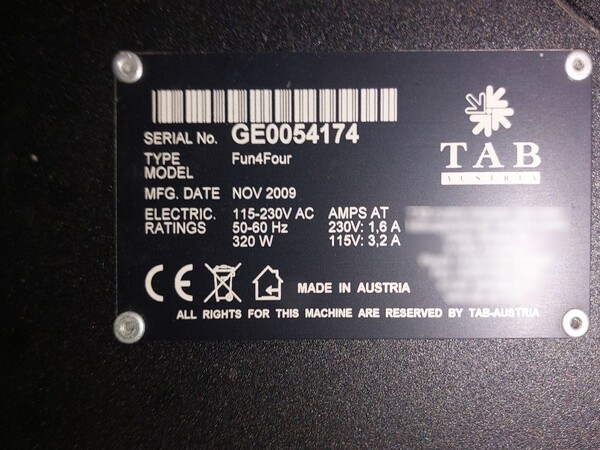 SERIAL No. GE0054174
TYPE Fun4Four
MODEL
MFG. DATE NOV 2009
ELECTRIC. 115-230V AC AMPS AT
RATINGS 50-60 Hz 230V: 1,6 A
320 W 115V: 3,2 A
TAB
AUSTRIA
CE MADE IN AUSTRIA
ALL RIGHTS FOR THIS MACHINE ARE RESERVED BY TAB-AUSTRIA